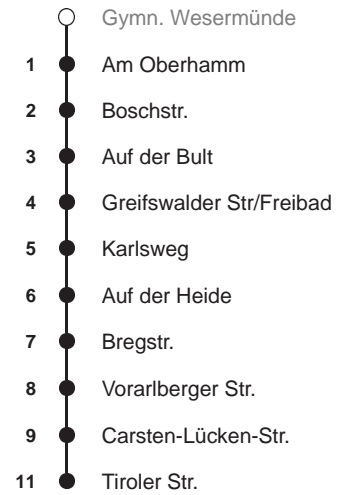 Gymn. Wesermünde
1 Am Oberhamm
2 Boschstr.
3 Auf der Bult
4 Greifswalder Str/Freibad
5 Karlsweg
6 Auf der Heide
7 Bregstr.
8 Vorarlberger Str.
9 Carsten-Lücken-Str.
11 Tiroler Str.